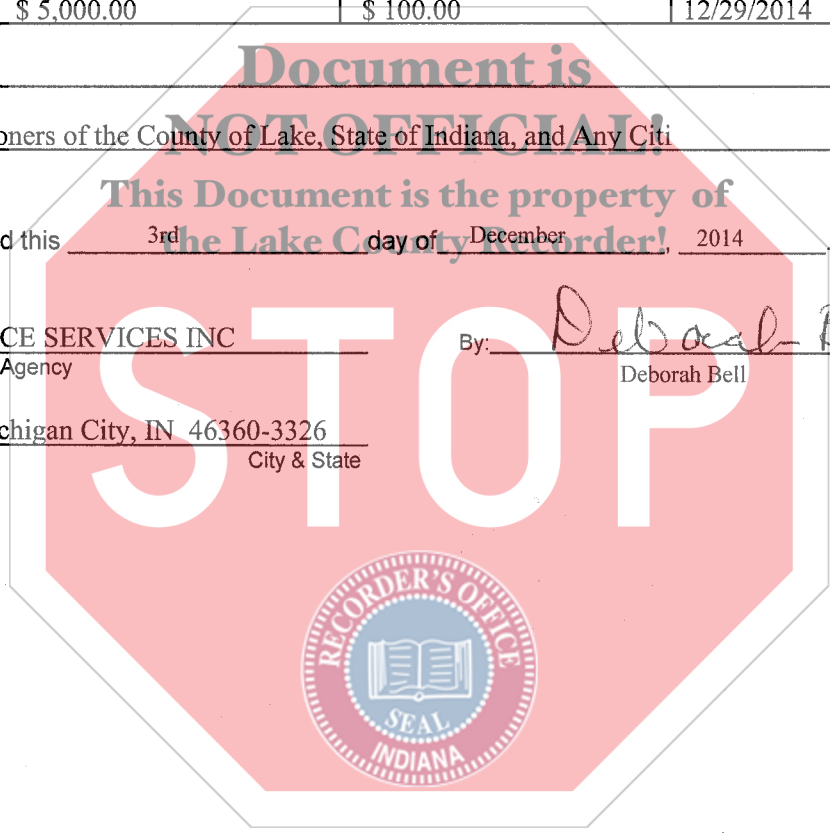 $ 5,000.00 $ 100.00 12/29/2014
Document is
oners of the County of Lake, State of Indiana, and Any Citi
NOT OFFICIAL!
This Document is the property of
the Lake County Recorder!
d this 3rd day of December, 2014
CE SERVICES INC By: Deborah B
Agency Deborah Bell
chigan City, IN 46360-3326
City & State
STOP
RECORDER'S OFFICE
SEAL
INDIANA